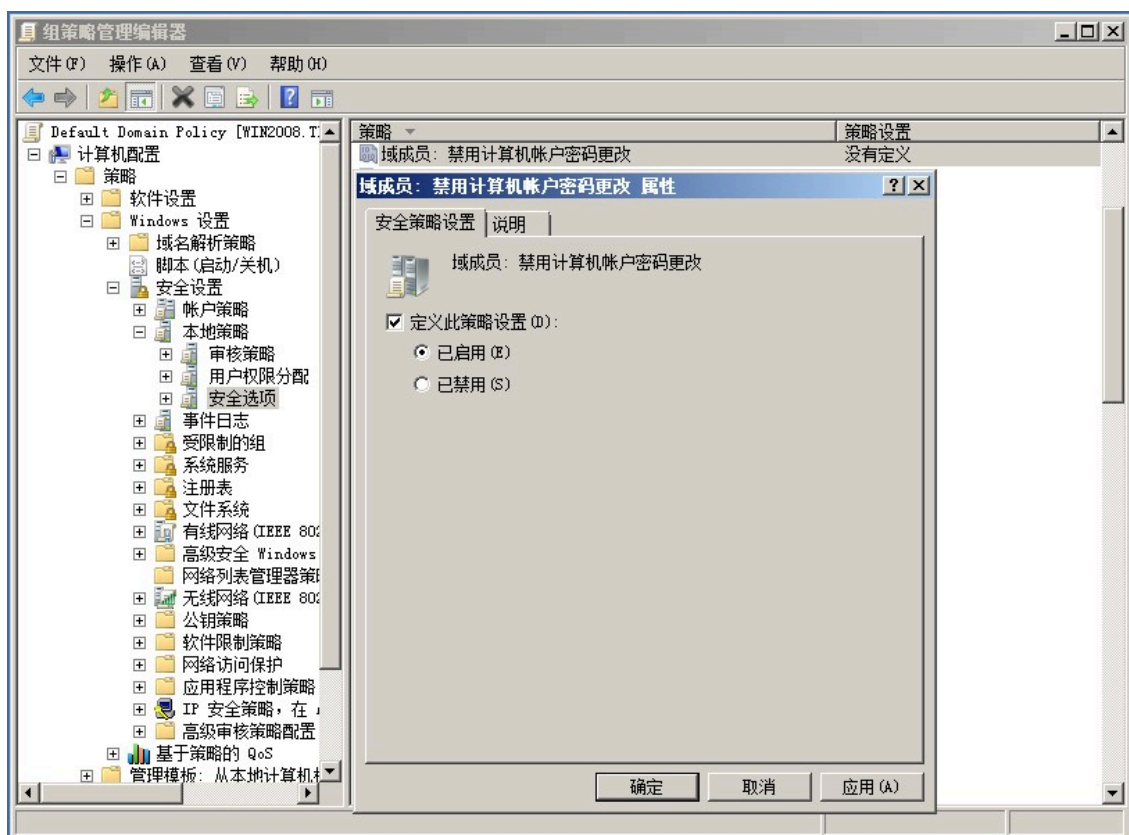 组策略管理编辑器
文件(F) 操作(A) 查看(V) 帮助(H)
Default Domain Policy [WIN2008.T
计算机配置
策略
软件设置
Windows 设置
域名解析策略
脚本(启动/关机)
安全设置
帐户策略
本地策略
审核策略
用户权限分配
安全选项
事件日志
受限制的组
系统服务
注册表
文件系统
有线网络(IEEE 802
高级安全 Windows
网络列表管理器策略
无线网络(IEEE 802
公钥策略
软件限制策略
网络访问保护
应用程序控制策略
IP 安全策略，在
高级审核策略配置
基于策略的 QoS
管理模板: 从本地计算机
策略 策略设置
域成员: 禁用计算机帐户密码更改 没有定义
域成员: 禁用计算机帐户密码更改 属性
安全策略设置 说明
域成员: 禁用计算机帐户密码更改
定义此策略设置(D):
已启用(E)
已禁用(S)
确定 取消 应用(A)